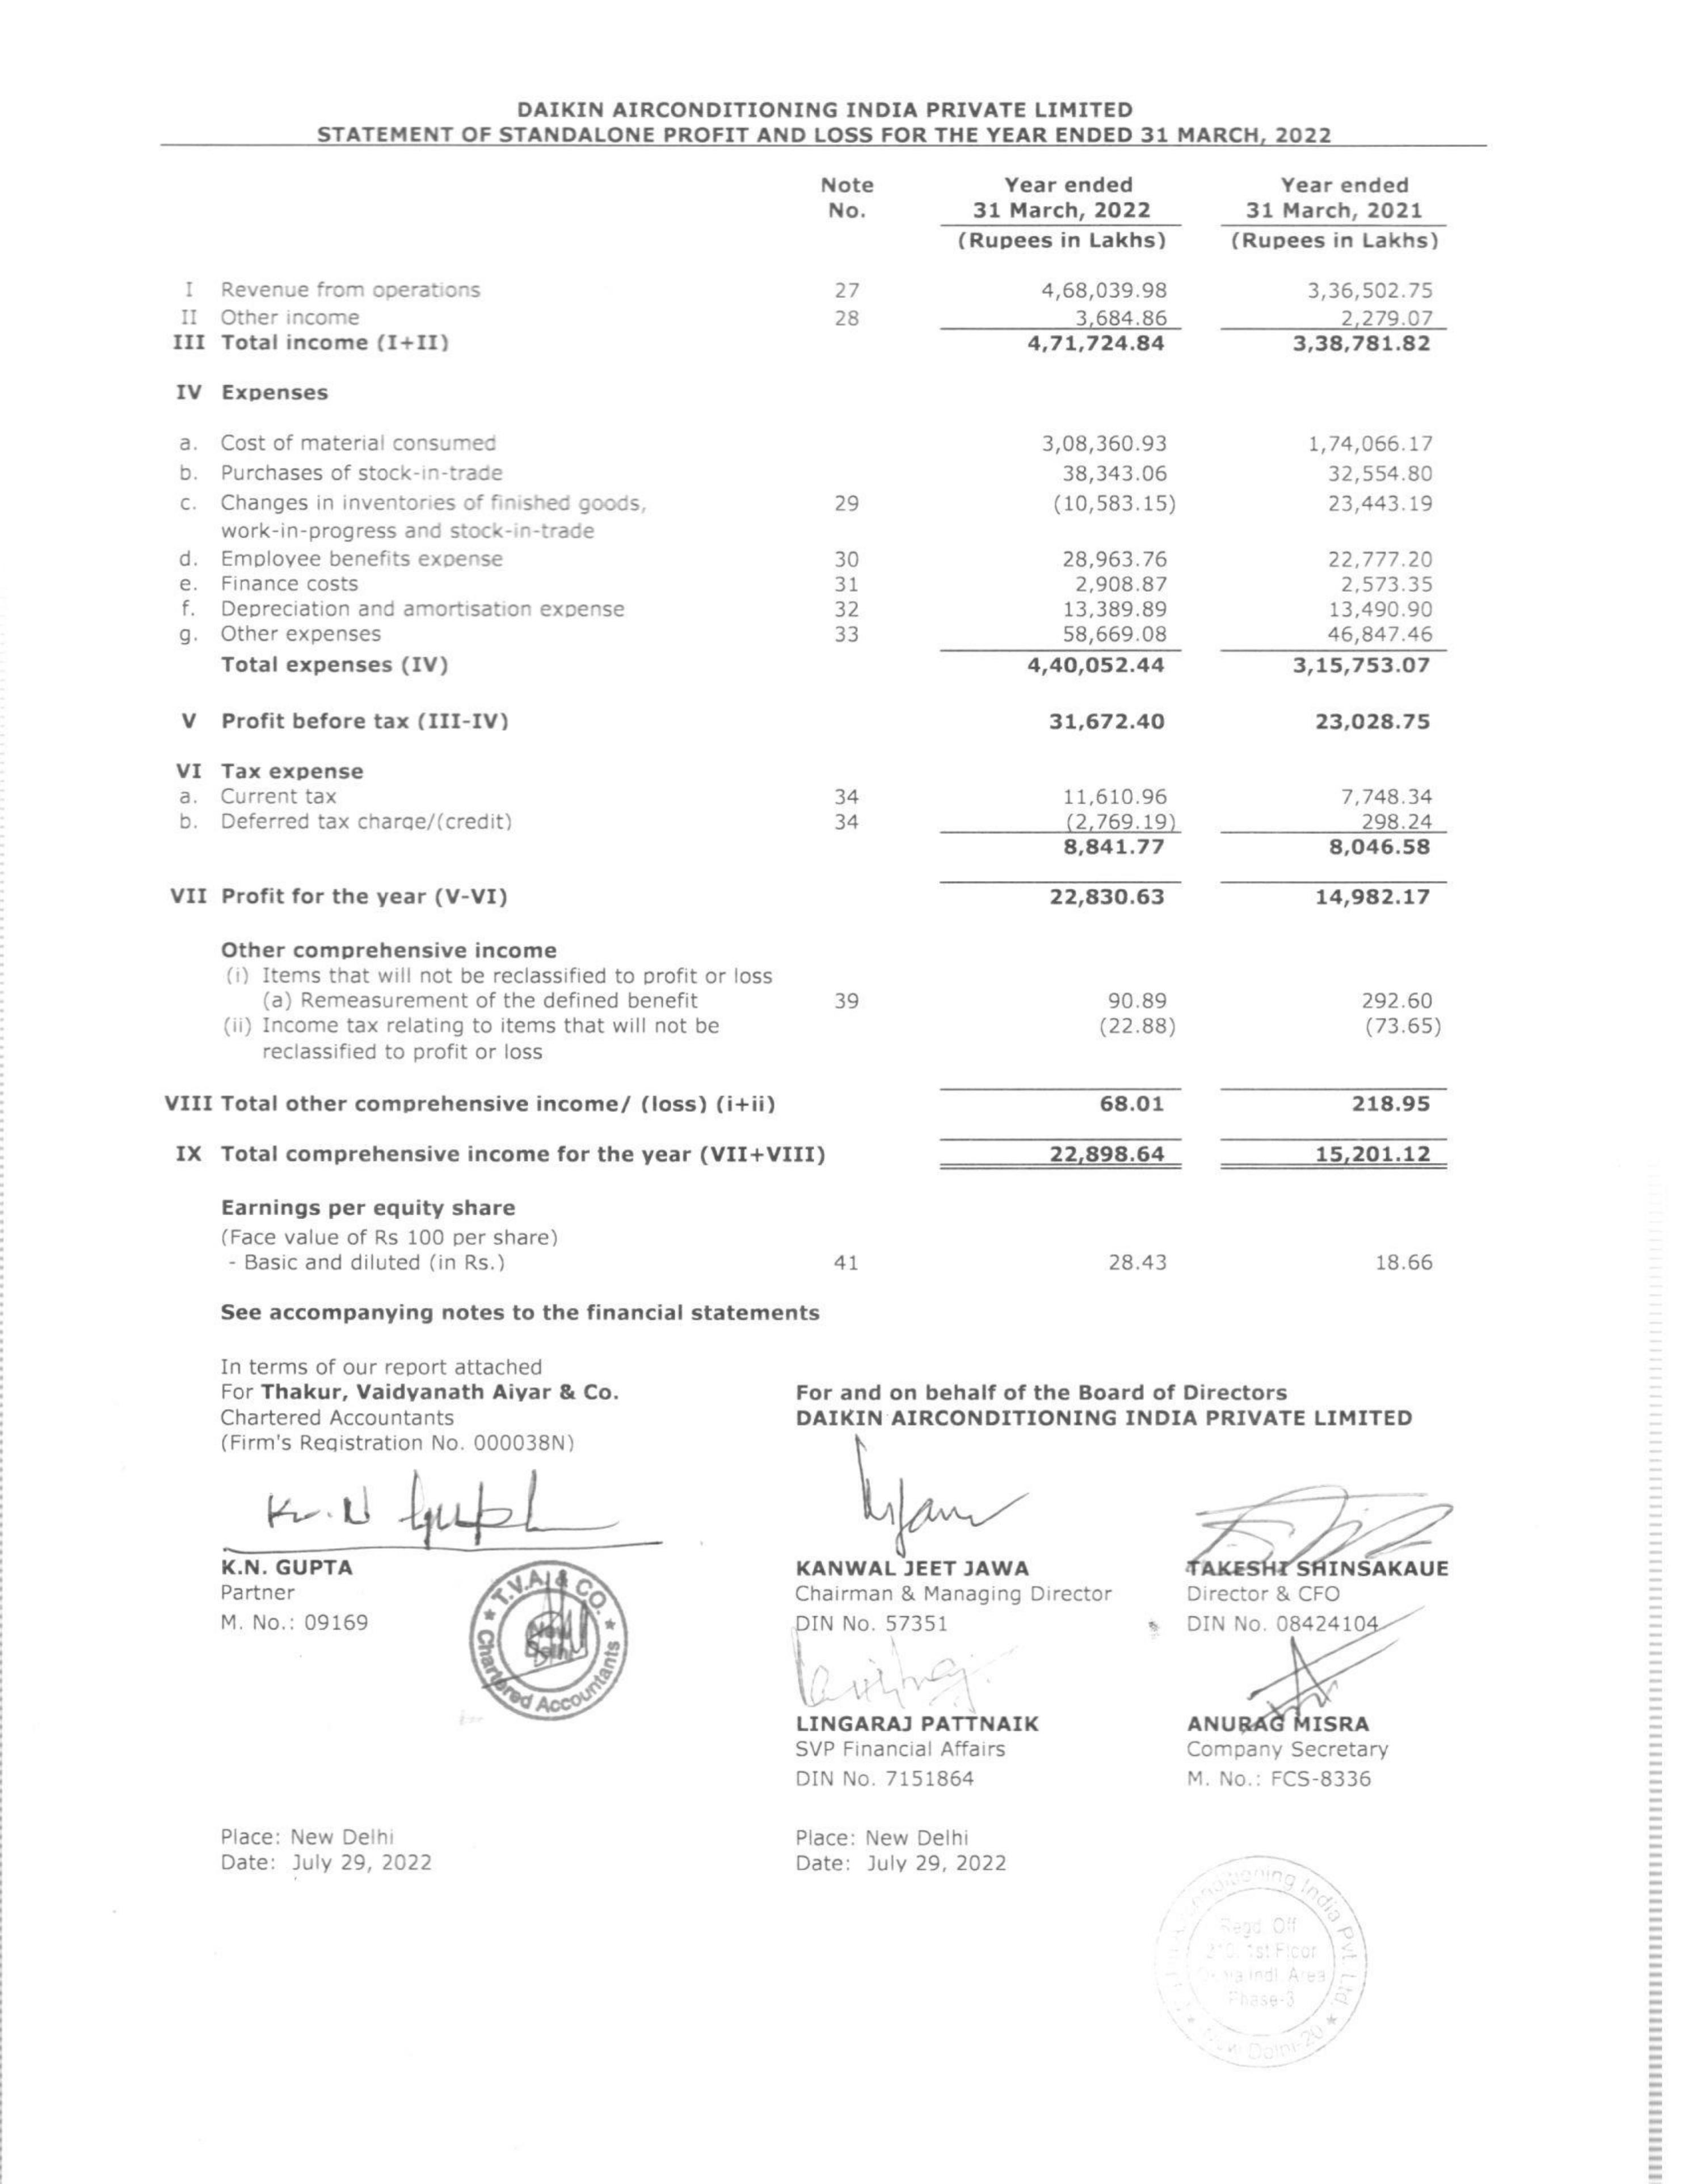 DAIKIN AIRCONDITIONING INDIA PRIVATE LIMITED
STATEMENT OF STANDALONE PROFIT AND LOSS FOR THE YEAR ENDED 31 MARCH, 2022
Note No. Year ended 31 March, 2022 Year ended 31 March, 2021
(Rupees in Lakhs) (Rupees in Lakhs)
I Revenue from operations 27 4,68,039.98 3,36,502.75
II Other income 28 3,684.86 2,279.07
III Total income (I+II) 4,71,724.84 3,38,781.82
IV Expenses
a. Cost of material consumed 3,08,360.93 1,74,066.17
b. Purchases of stock-in-trade 38,343.06 32,554.80
c. Changes in inventories of finished goods, 29 (10,583.15) 23,443.19
work-in-progress and stock-in-trade
d. Employee benefits expense 30 28,963.76 22,777.20
e. Finance costs 31 2,908.87 2,573.35
f. Depreciation and amortisation expense 32 13,389.89 13,490.90
g. Other expenses 33 58,669.08 46,847.46
Total expenses (IV) 4,40,052.44 3,15,753.07
V Profit before tax (III-IV) 31,672.40 23,028.75
VI Tax expense
a. Current tax 34 11,610.96 7,748.34
b. Deferred tax charge/(credit) 34 (2,769.19) 298.24
8,841.77 8,046.58
VII Profit for the year (V-VI) 22,830.63 14,982.17
Other comprehensive income
(i) Items that will not be reclassified to profit or loss
(a) Remeasurement of the defined benefit 39 90.89 292.60
(ii) Income tax relating to items that will not be (22.88) (73.65)
reclassified to profit or loss
VIII Total other comprehensive income/ (loss) (i+ii) 68.01 218.95
IX Total comprehensive income for the year (VII+VIII) 22,898.64 15,201.12
Earnings per equity share
(Face value of Rs 100 per share)
- Basic and diluted (in Rs.) 41 28.43 18.66
See accompanying notes to the financial statements
In terms of our report attached
For Thakur, Vaidyanath Aiyar & Co.
Chartered Accountants
(Firm's Registration No. 000038N)
For and on behalf of the Board of Directors
DAIKIN AIRCONDITIONING INDIA PRIVATE LIMITED
K.N. GUPTA
Partner
M. No.: 09169
T.V.A & CO.
New Delhi
Chartered Accountants
KANWAL JEET JAWA
Chairman & Managing Director
DIN No. 57351
TAKESHI SHINSAKAUE
Director & CFO
DIN No. 08424104
LINGARAJ PATTNAIK
SVP Financial Affairs
DIN No. 7151864
ANURAG MISRA
Company Secretary
M. No.: FCS-8336
Place: New Delhi
Date: July 29, 2022
Place: New Delhi
Date: July 29, 2022
India Pvt. Ltd
Regd. Off
1st Floor
Indl. Area
Phase-3
New Delhi-20